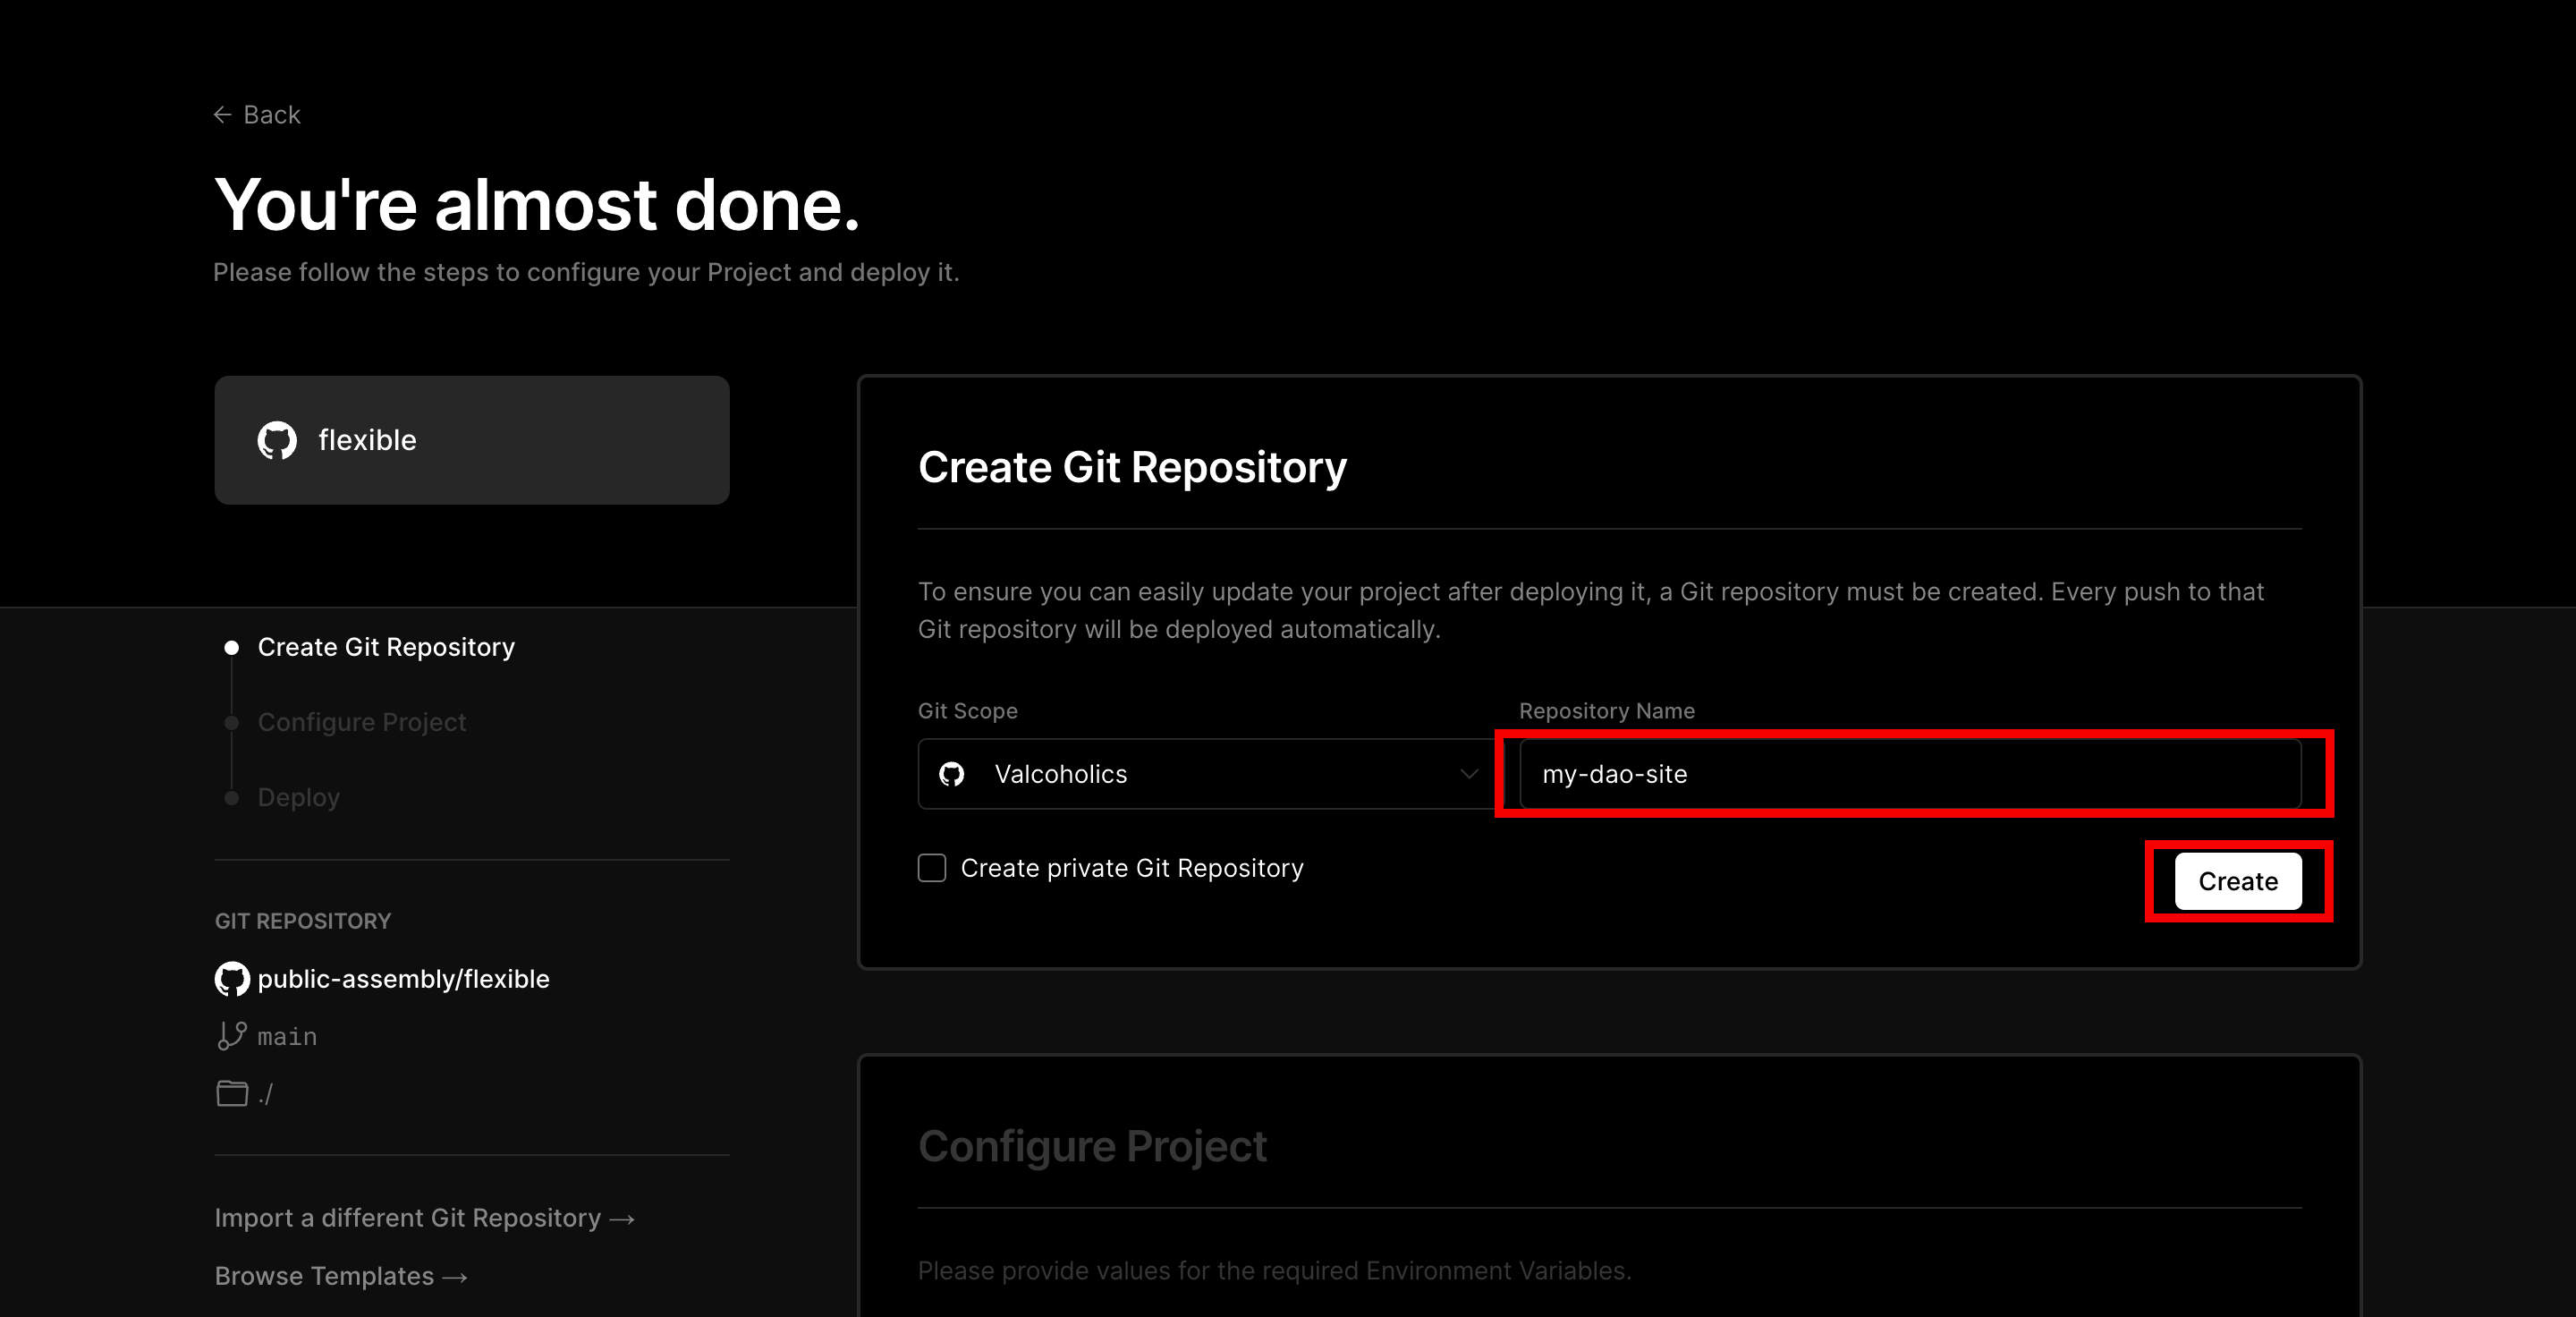 ← Back
You're almost done.
Please follow the steps to configure your Project and deploy it.
flexible
Create Git Repository
Configure Project
Deploy
GIT REPOSITORY
public-assembly/flexible
main
./
Import a different Git Repository →
Browse Templates →
Create Git Repository
To ensure you can easily update your project after deploying it, a Git repository must be created. Every push to that
Git repository will be deployed automatically.
Git Scope
Valcoholics
Repository Name
my-dao-site
Create private Git Repository
Create
Configure Project
Please provide values for the required Environment Variables.